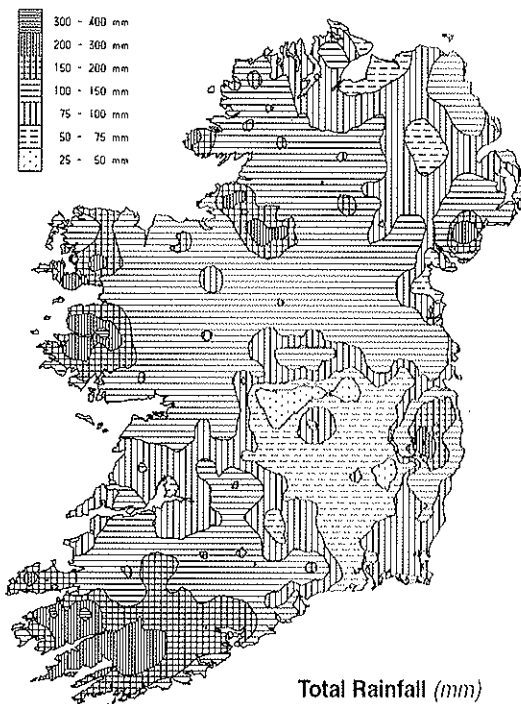 300 - 400 mm
200 - 300 mm
150 - 200 mm
100 - 150 mm
75 - 100 mm
50 - 75 mm
25 - 50 mm
Total Rainfall (mm)